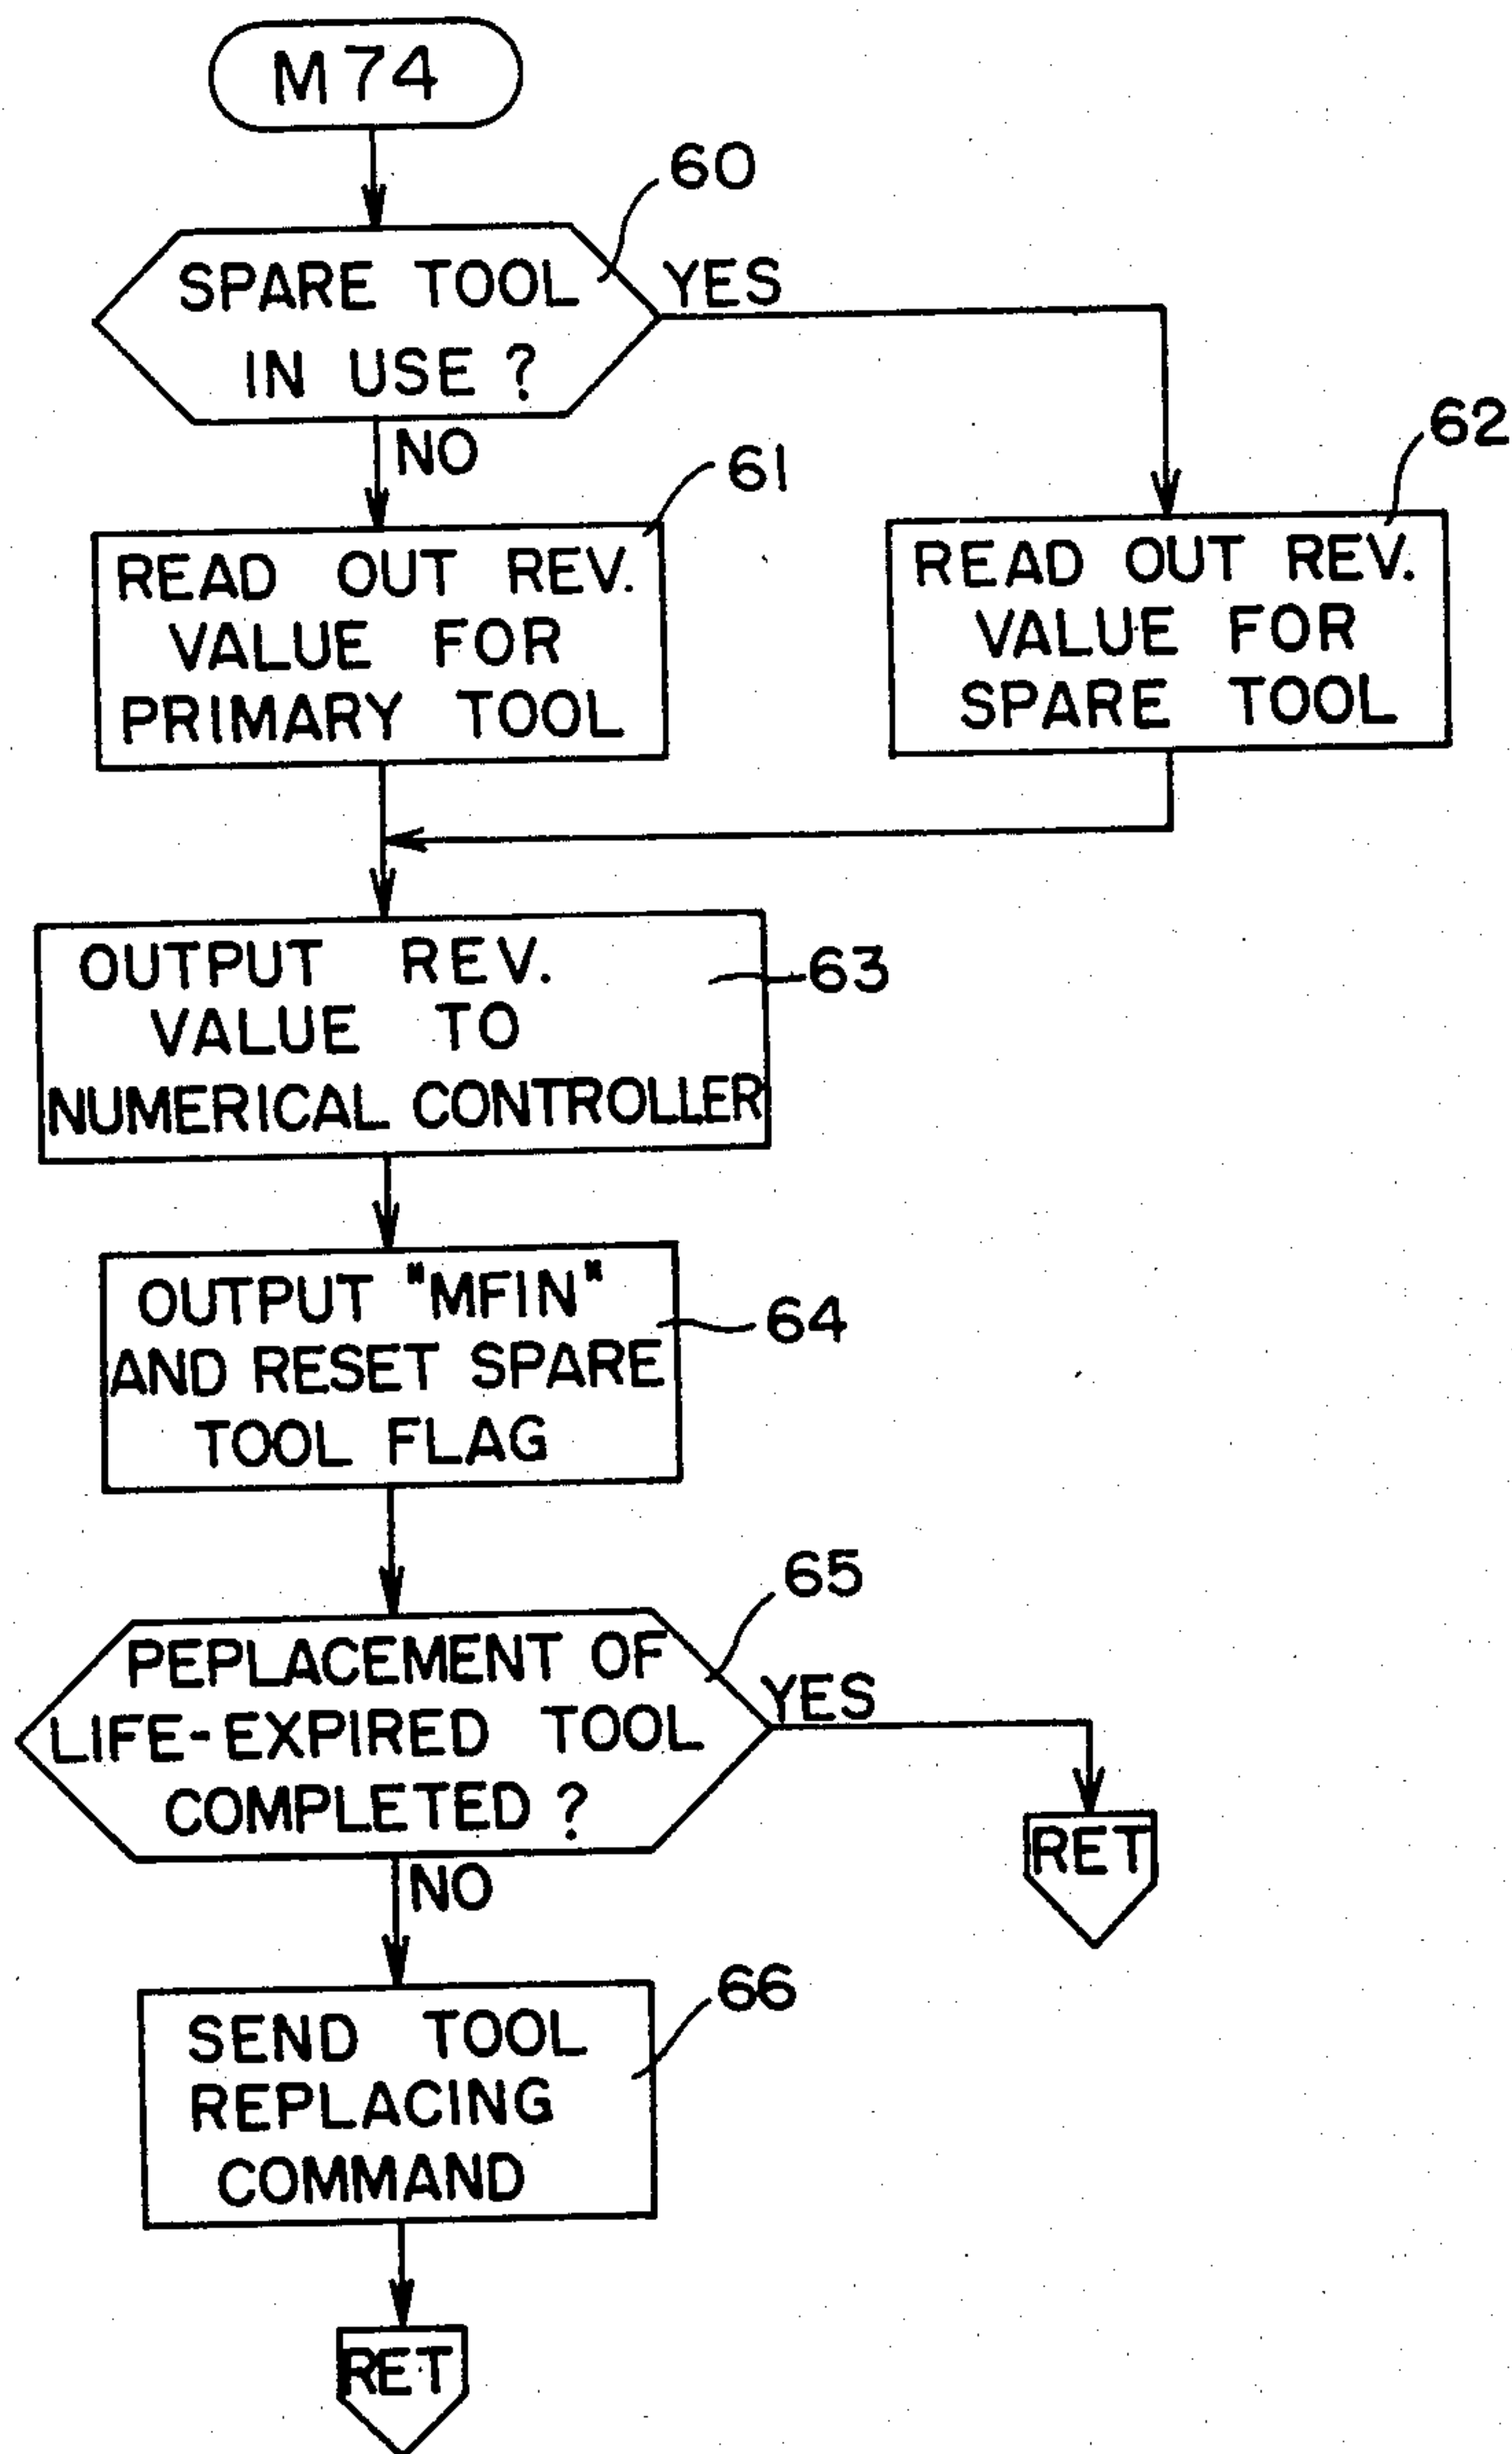 M74
60
SPARE TOOL
IN USE ?
YES
NO
61
62
READ OUT REV.
VALUE FOR
PRIMARY TOOL
READ OUT REV.
VALUE FOR
SPARE TOOL
OUTPUT REV.
VALUE TO
NUMERICAL CONTROLLER
63
OUTPUT "MFIN"
AND RESET SPARE
TOOL FLAG
64
65
PEPLACEMENT OF
LIFE-EXPIRED TOOL
COMPLETED ?
YES
RET
NO
66
SEND TOOL
REPLACING
COMMAND
RET